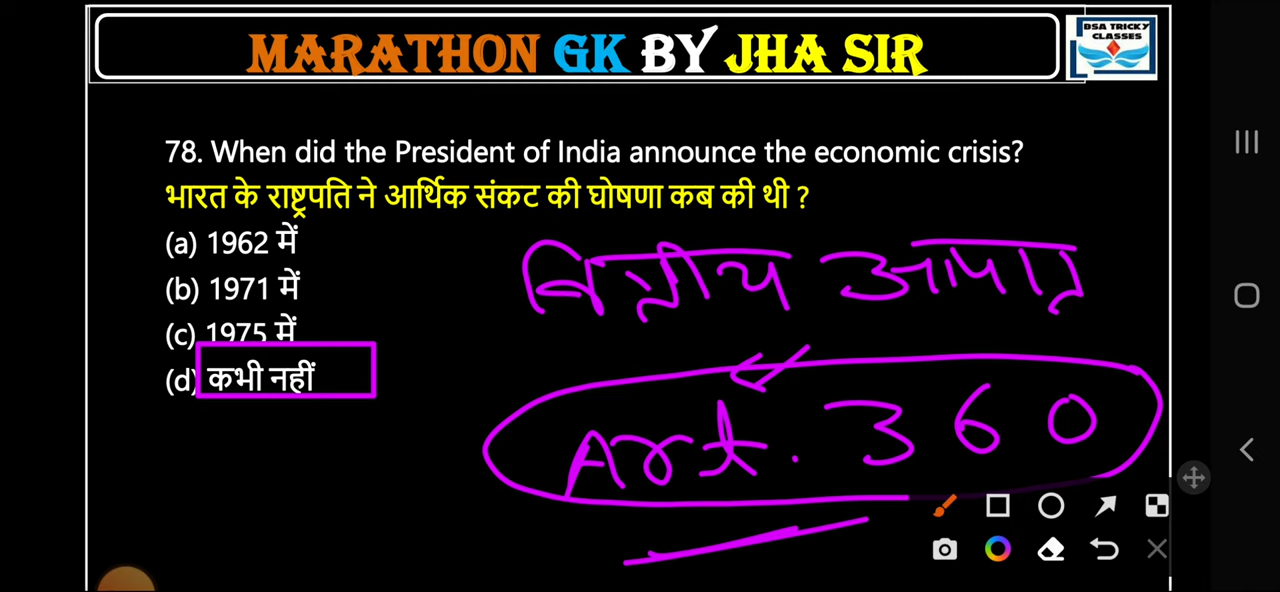 MARATHON GK BY JHA SIR
DSA TRICKY
CLASSES
78. When did the President of India announce the economic crisis?
भारत के राष्ट्रपति ने आर्थिक संकट की घोषणा कब की थी ?
(a) 1962 में
(b) 1971 में
(c) 1975 में
(d) कभी नहीं
वित्तीय आपात
Art. 360